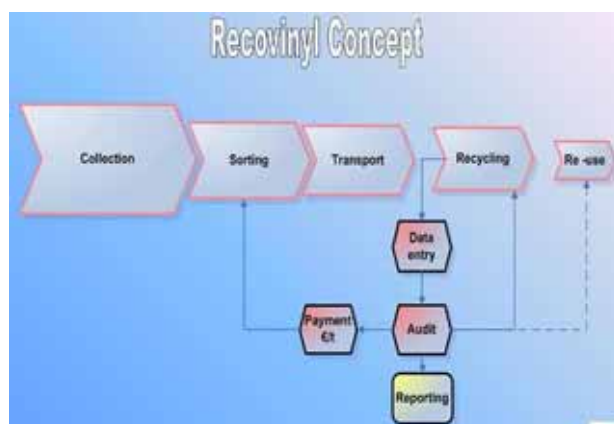 Recovinyl Concept
Collection
Sorting
Transport
Recycling
Re -use
Data
entry
Payment
€/t
Audit
Reporting